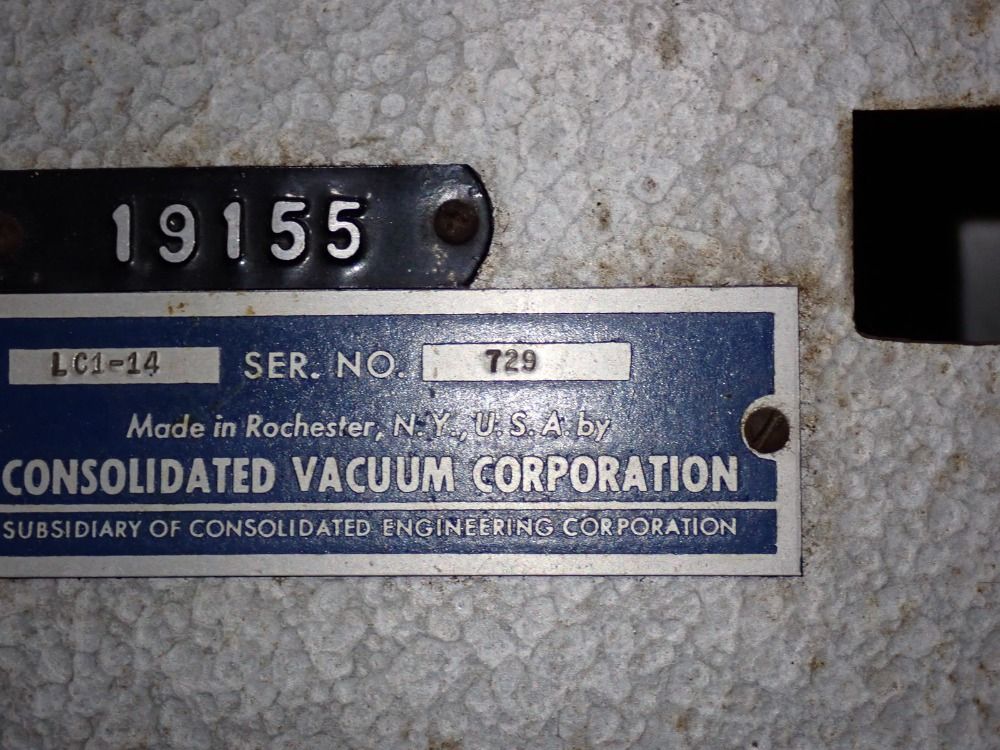 19155
LC1-14 SER. NO. 729
Made in Rochester, N. Y., U. S. A. by
CONSOLIDATED VACUUM CORPORATION
SUBSIDIARY OF CONSOLIDATED ENGINEERING CORPORATION